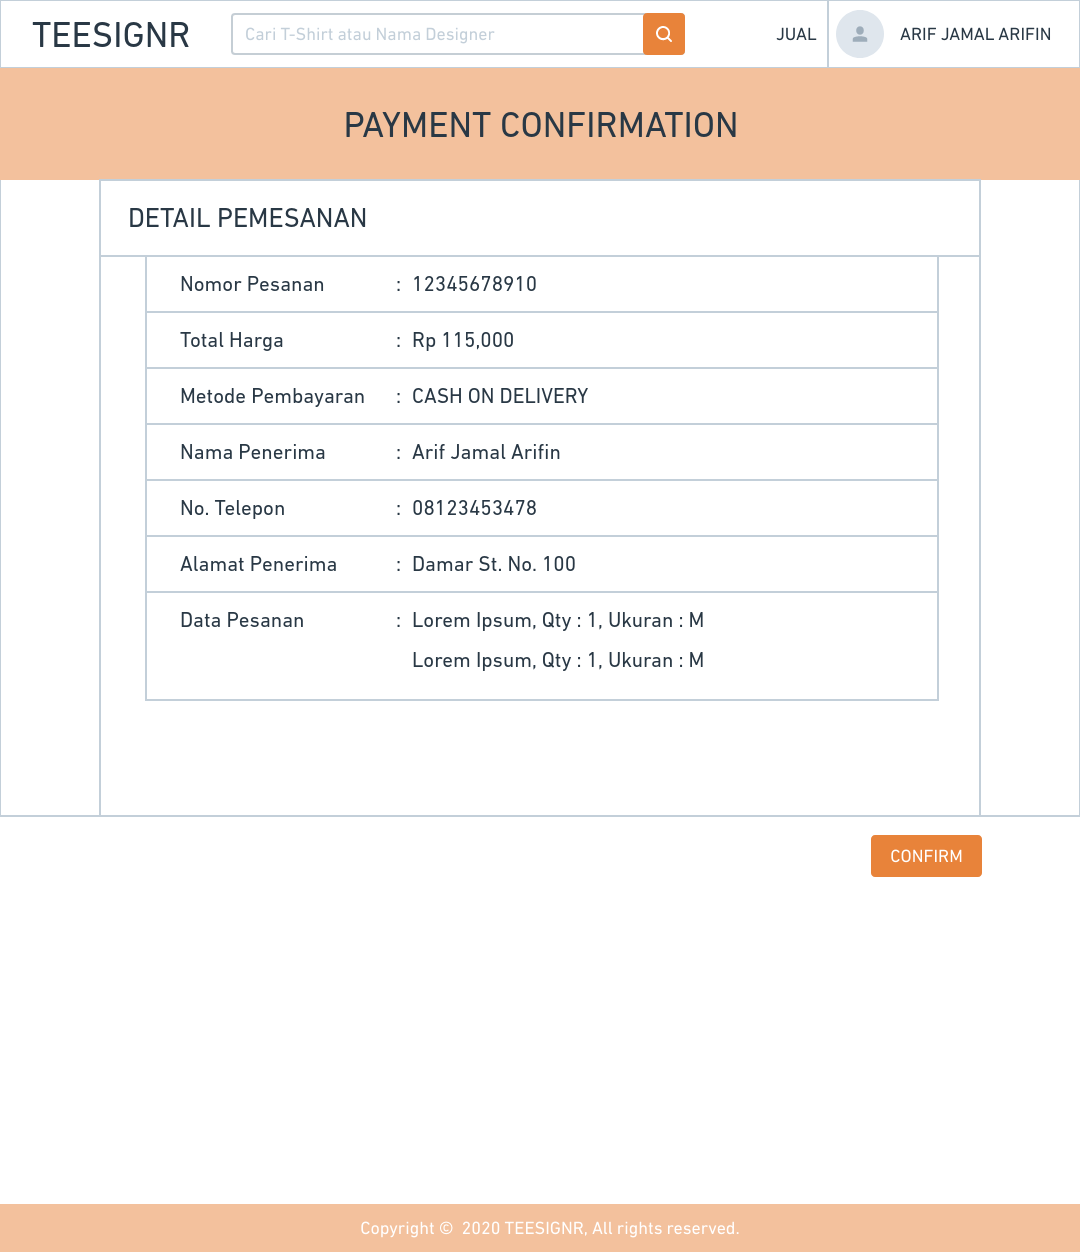 TEESIGNR
Cari T-Shirt atau Nama Designer
JUAL
ARIF JAMAL ARIFIN
PAYMENT CONFIRMATION
DETAIL PEMESANAN
Nomor Pesanan : 12345678910
Total Harga : Rp 115,000
Metode Pembayaran : CASH ON DELIVERY
Nama Penerima : Arif Jamal Arifin
No. Telepon : 08123453478
Alamat Penerima : Damar St. No. 100
Data Pesanan : Lorem Ipsum, Qty : 1, Ukuran : M
Lorem Ipsum, Qty : 1, Ukuran : M
CONFIRM
Copyright © 2020 TEESIGNR, All rights reserved.